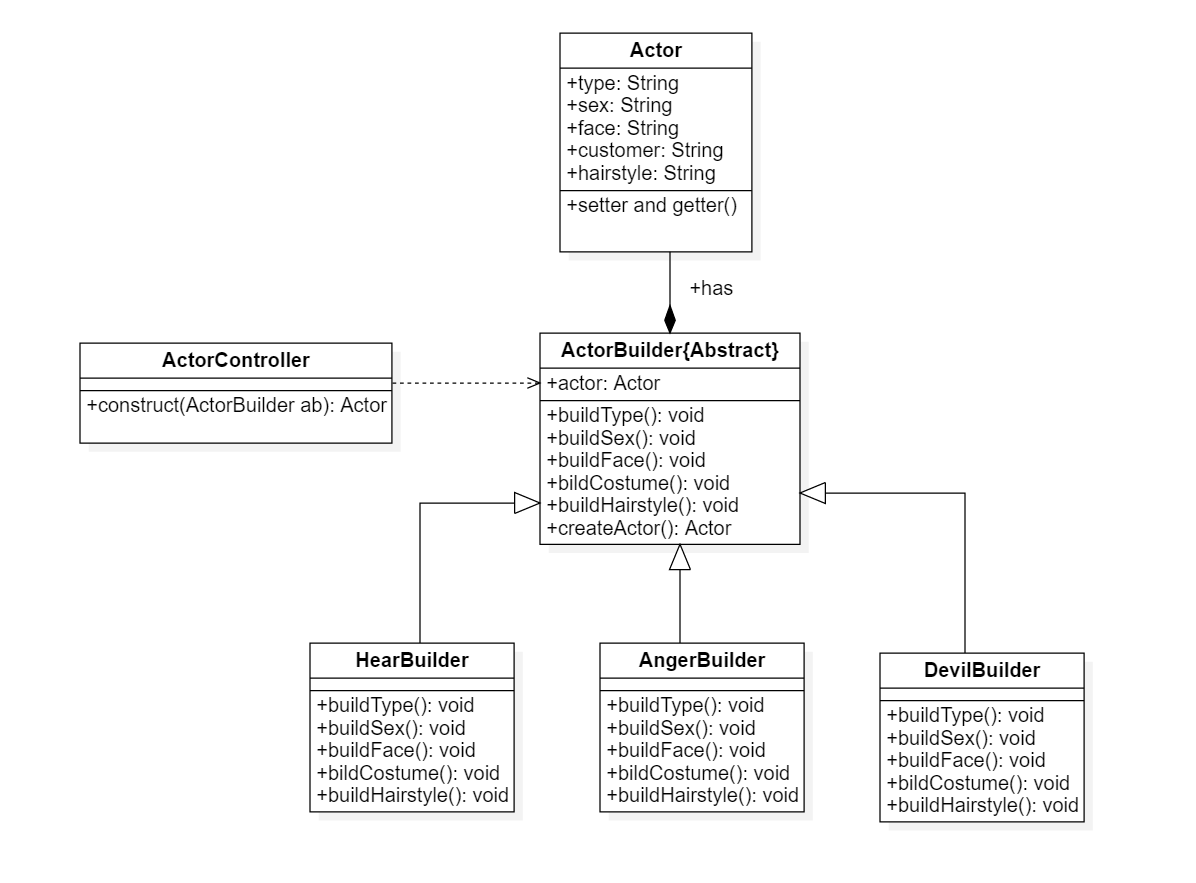 Actor
+type: String
+sex: String
+face: String
+customer: String
+hairstyle: String
+setter and getter()
+has
ActorController
+construct(ActorBuilder ab): Actor
ActorBuilder{Abstract}
+actor: Actor
+buildType(): void
+buildSex(): void
+buildFace(): void
+bildCostume(): void
+buildHairstyle(): void
+createActor(): Actor
HearBuilder
+buildType(): void
+buildSex(): void
+buildFace(): void
+bildCostume(): void
+buildHairstyle(): void
AngerBuilder
+buildType(): void
+buildSex(): void
+buildFace(): void
+bildCostume(): void
+buildHairstyle(): void
DevilBuilder
+buildType(): void
+buildSex(): void
+buildFace(): void
+bildCostume(): void
+buildHairstyle(): void